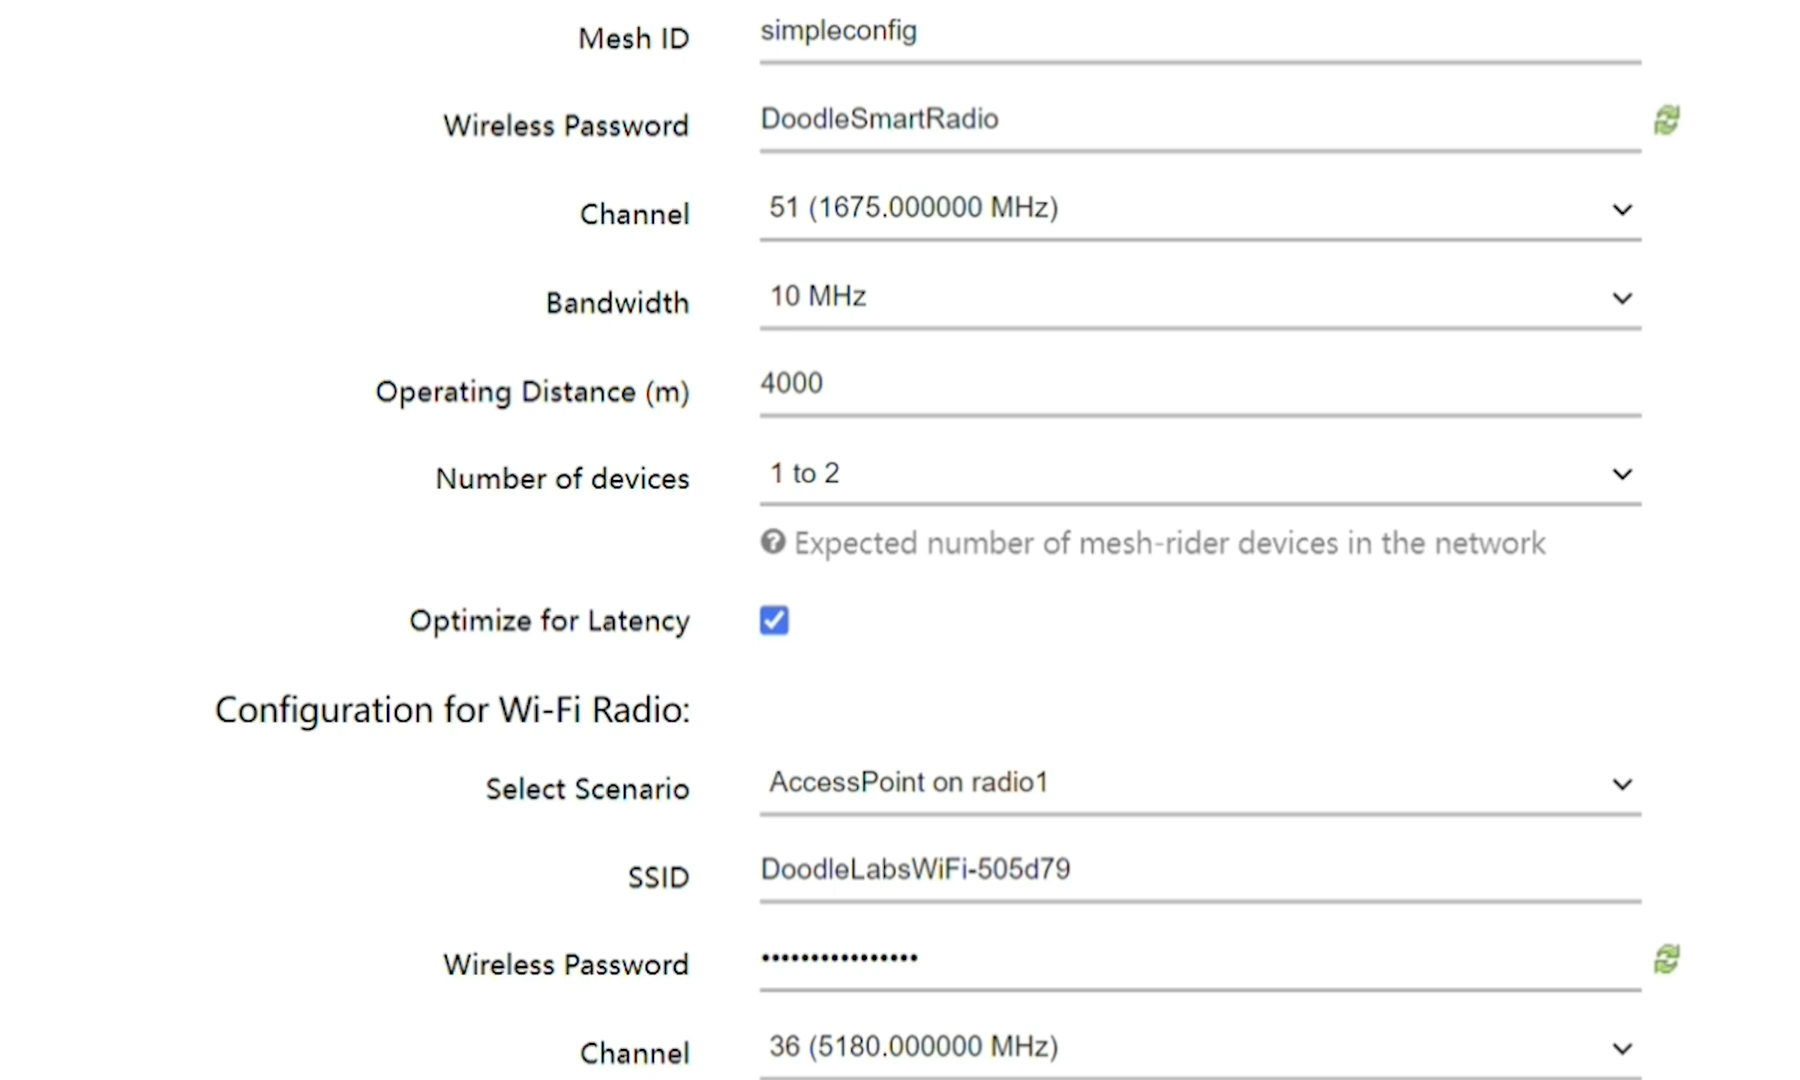 Mesh ID simpleconfig
Wireless Password DoodleSmartRadio
Channel 51 (1675.000000 MHz)
Bandwidth 10 MHz
Operating Distance (m) 4000
Number of devices 1 to 2
Expected number of mesh-rider devices in the network
Optimize for Latency
Configuration for Wi-Fi Radio:
Select Scenario AccessPoint on radio1
SSID DoodleLabsWiFi-505d79
Wireless Password ••••••••••••••••
Channel 36 (5180.000000 MHz)